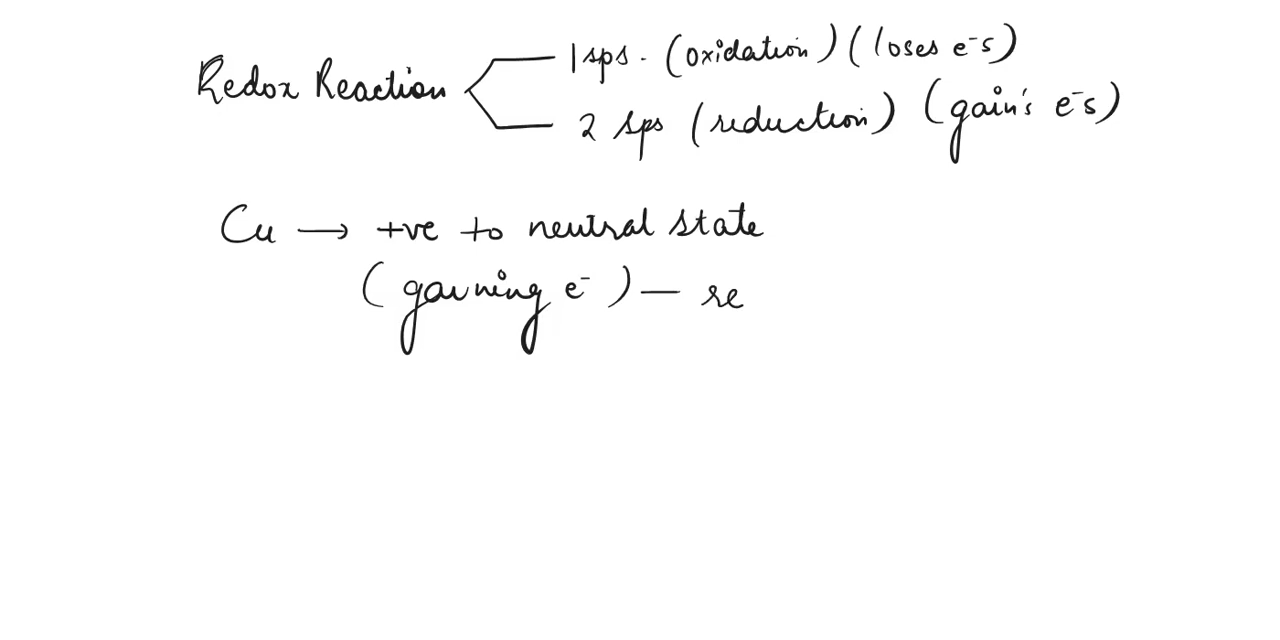 Redox Reaction
1 sps. (oxidation) (loses e⁻s)
2 sps (reduction) (gain's e⁻s)
Cu → +ve to neutral state
(gaining e⁻) — re